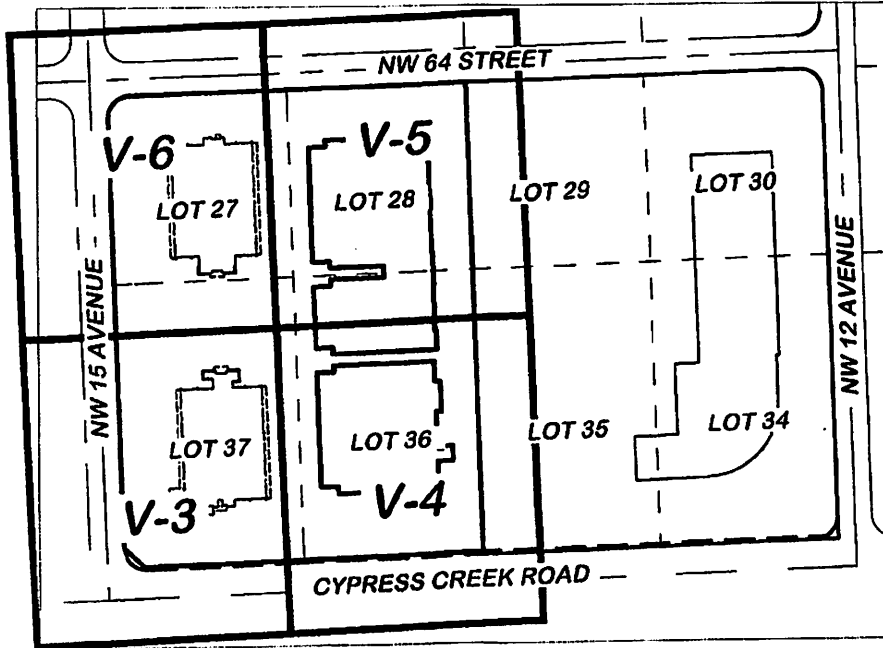 NW 64 STREET
V-6
V-5
LOT 27
LOT 28
LOT 29
LOT 30
NW 15 AVENUE
NW 12 AVENUE
LOT 37
LOT 36
LOT 35
LOT 34
V-3
V-4
CYPRESS CREEK ROAD